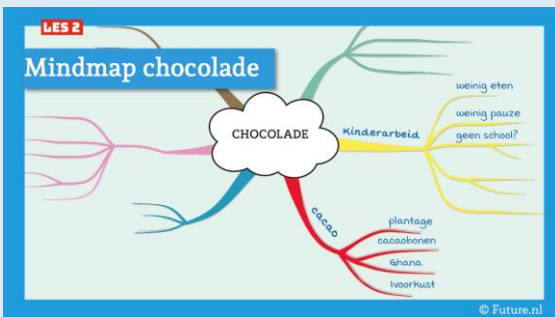 LES 2
Mindmap chocolade
CHOCOLADE
Kinderarbeid
weinig eten
weinig pauze
geen school?
cacao
plantage
cacaobonen
Ghana
Ivoorkust
© Future.nl